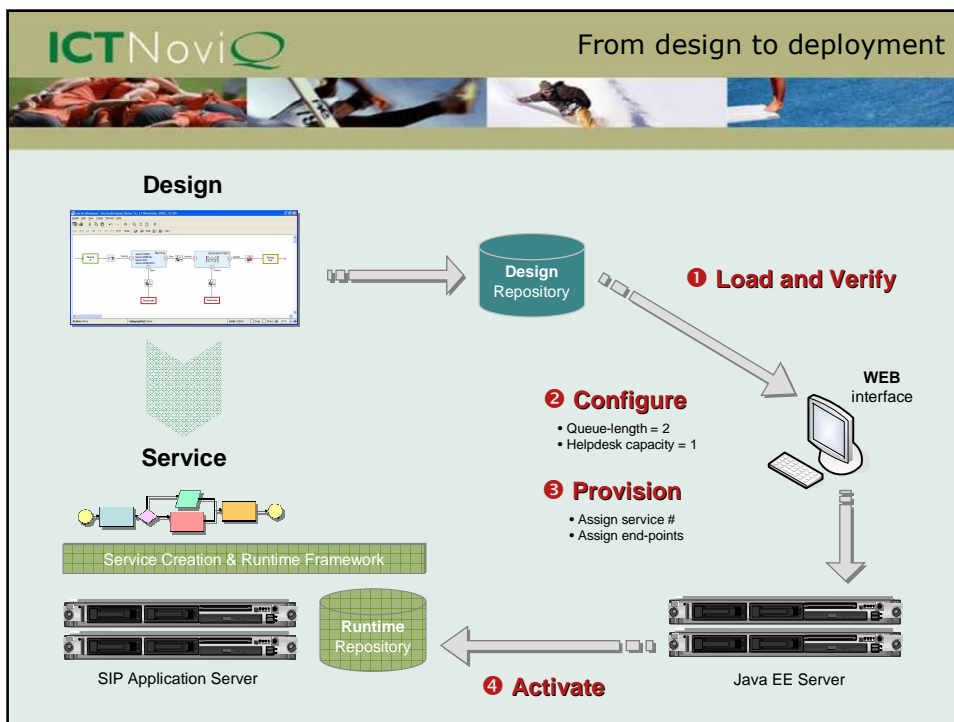 ICTNoviQ
From design to deployment
Design
Design
Repository
❶ Load and Verify
WEB
interface
❷ Configure
• Queue-length = 2
• Helpdesk capacity = 1
❸ Provision
• Assign service #
• Assign end-points
Service
Service Creation & Runtime Framework
Runtime
Repository
SIP Application Server
❹ Activate
Java EE Server